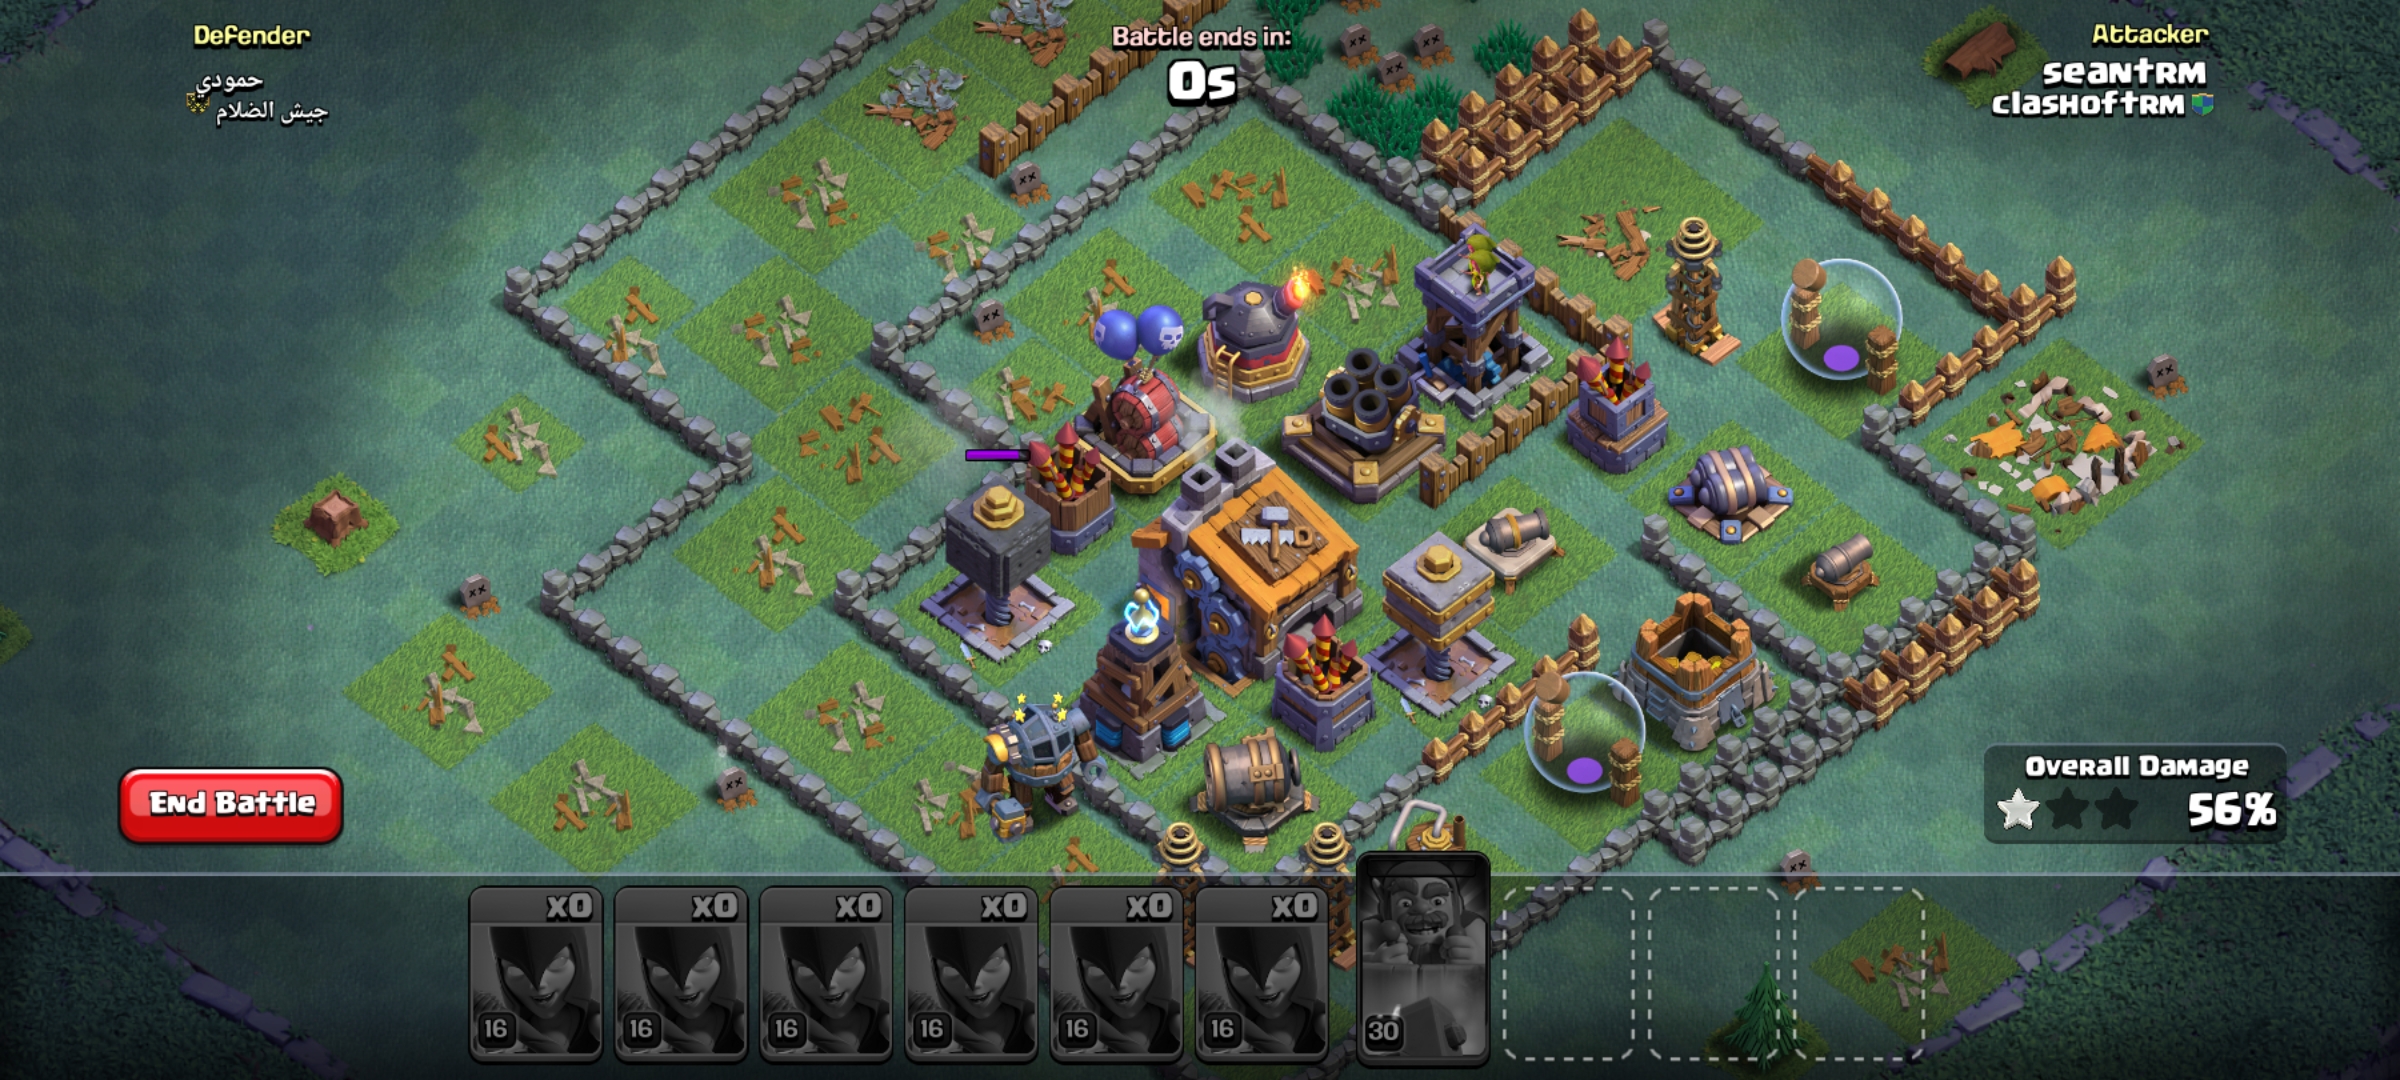 Defender
حمودي
جيش الضلام
Battle ends in:
0s
Attacker
seantRM
clashoftRM
End Battle
Overall Damage
56%
x0
x0
x0
x0
x0
x0
16
16
16
16
16
16
30